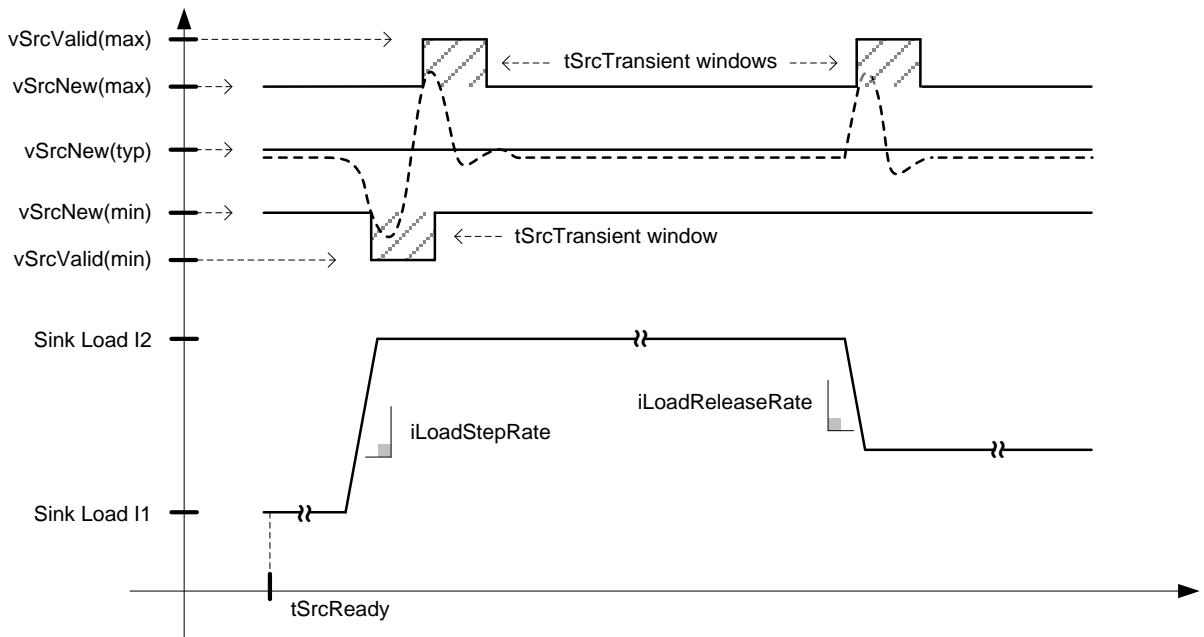 vSrcValid(max)
tSrcTransient windows
vSrcNew(max)
vSrcNew(typ)
vSrcNew(min)
tSrcTransient window
vSrcValid(min)
Sink Load I2
iLoadReleaseRate
iLoadStepRate
Sink Load I1
tSrcReady